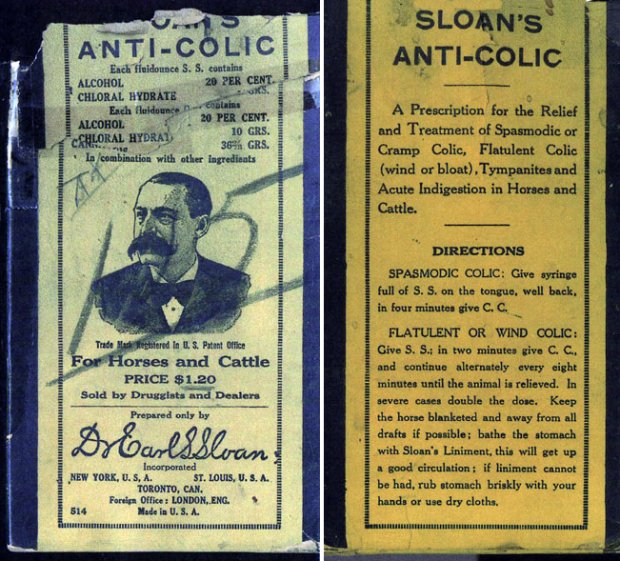 SLOAN'S
ANTI-COLIC
Each fluidounce S. S. contains
ALCOHOL 20 PER CENT.
CHLORAL HYDRATE GRS.
Each fluidounce contains
ALCOHOL 20 PER CENT.
CHLORAL HYDRAT 10 GRS.
GRS.
In combination with other ingredients
Trade Mark Registered in U. S. Patent Office
For Horses and Cattle
PRICE $1.20
Sold by Druggists and Dealers
Prepared only by
Dr Earl S Sloan
Incorporated
NEW YORK, U. S. A. ST. LOUIS, U. S. A.
TORONTO, CAN.
Foreign Office: LONDON, ENG.
514 Made in U. S. A.
SLOAN'S
ANTI-COLIC
A Prescription for the Relief
and Treatment of Spasmodic or
Cramp Colic, Flatulent Colic
(wind or bloat), Tympanites and
Acute Indigestion in Horses and
Cattle.
DIRECTIONS
SPASMODIC COLIC: Give syringe
full of S. S. on the tongue, well back,
in four minutes give C. C.
FLATULENT OR WIND COLIC:
Give S. S.; in two minutes give C. C.,
and continue alternately every eight
minutes until the animal is relieved. In
severe cases double the dose. Keep
the horse blanketed and away from all
drafts if possible; bathe the stomach
with Sloan's Liniment, this will get up
a good circulation; if liniment cannot
be had, rub stomach briskly with your
hands or use dry cloths.